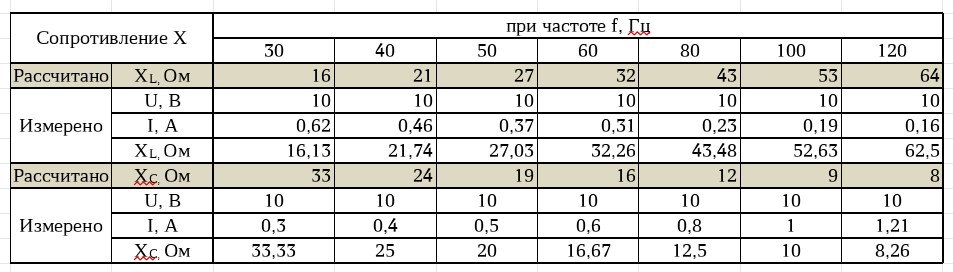 Сопротивление X при частоте f, Гц
30 40 50 60 80 100 120
Рассчитано XL, Ом 16 21 27 32 43 53 64
Измерено U, В 10 10 10 10 10 10 10
I, А 0,62 0,46 0,37 0,31 0,23 0,19 0,16
XL, Ом 16,13 21,74 27,03 32,26 43,48 52,63 62,5
Рассчитано XC, Ом 33 24 19 16 12 9 8
Измерено U, В 10 10 10 10 10 10 10
I, А 0,3 0,4 0,5 0,6 0,8 1 1,21
XC, Ом 33,33 25 20 16,67 12,5 10 8,26